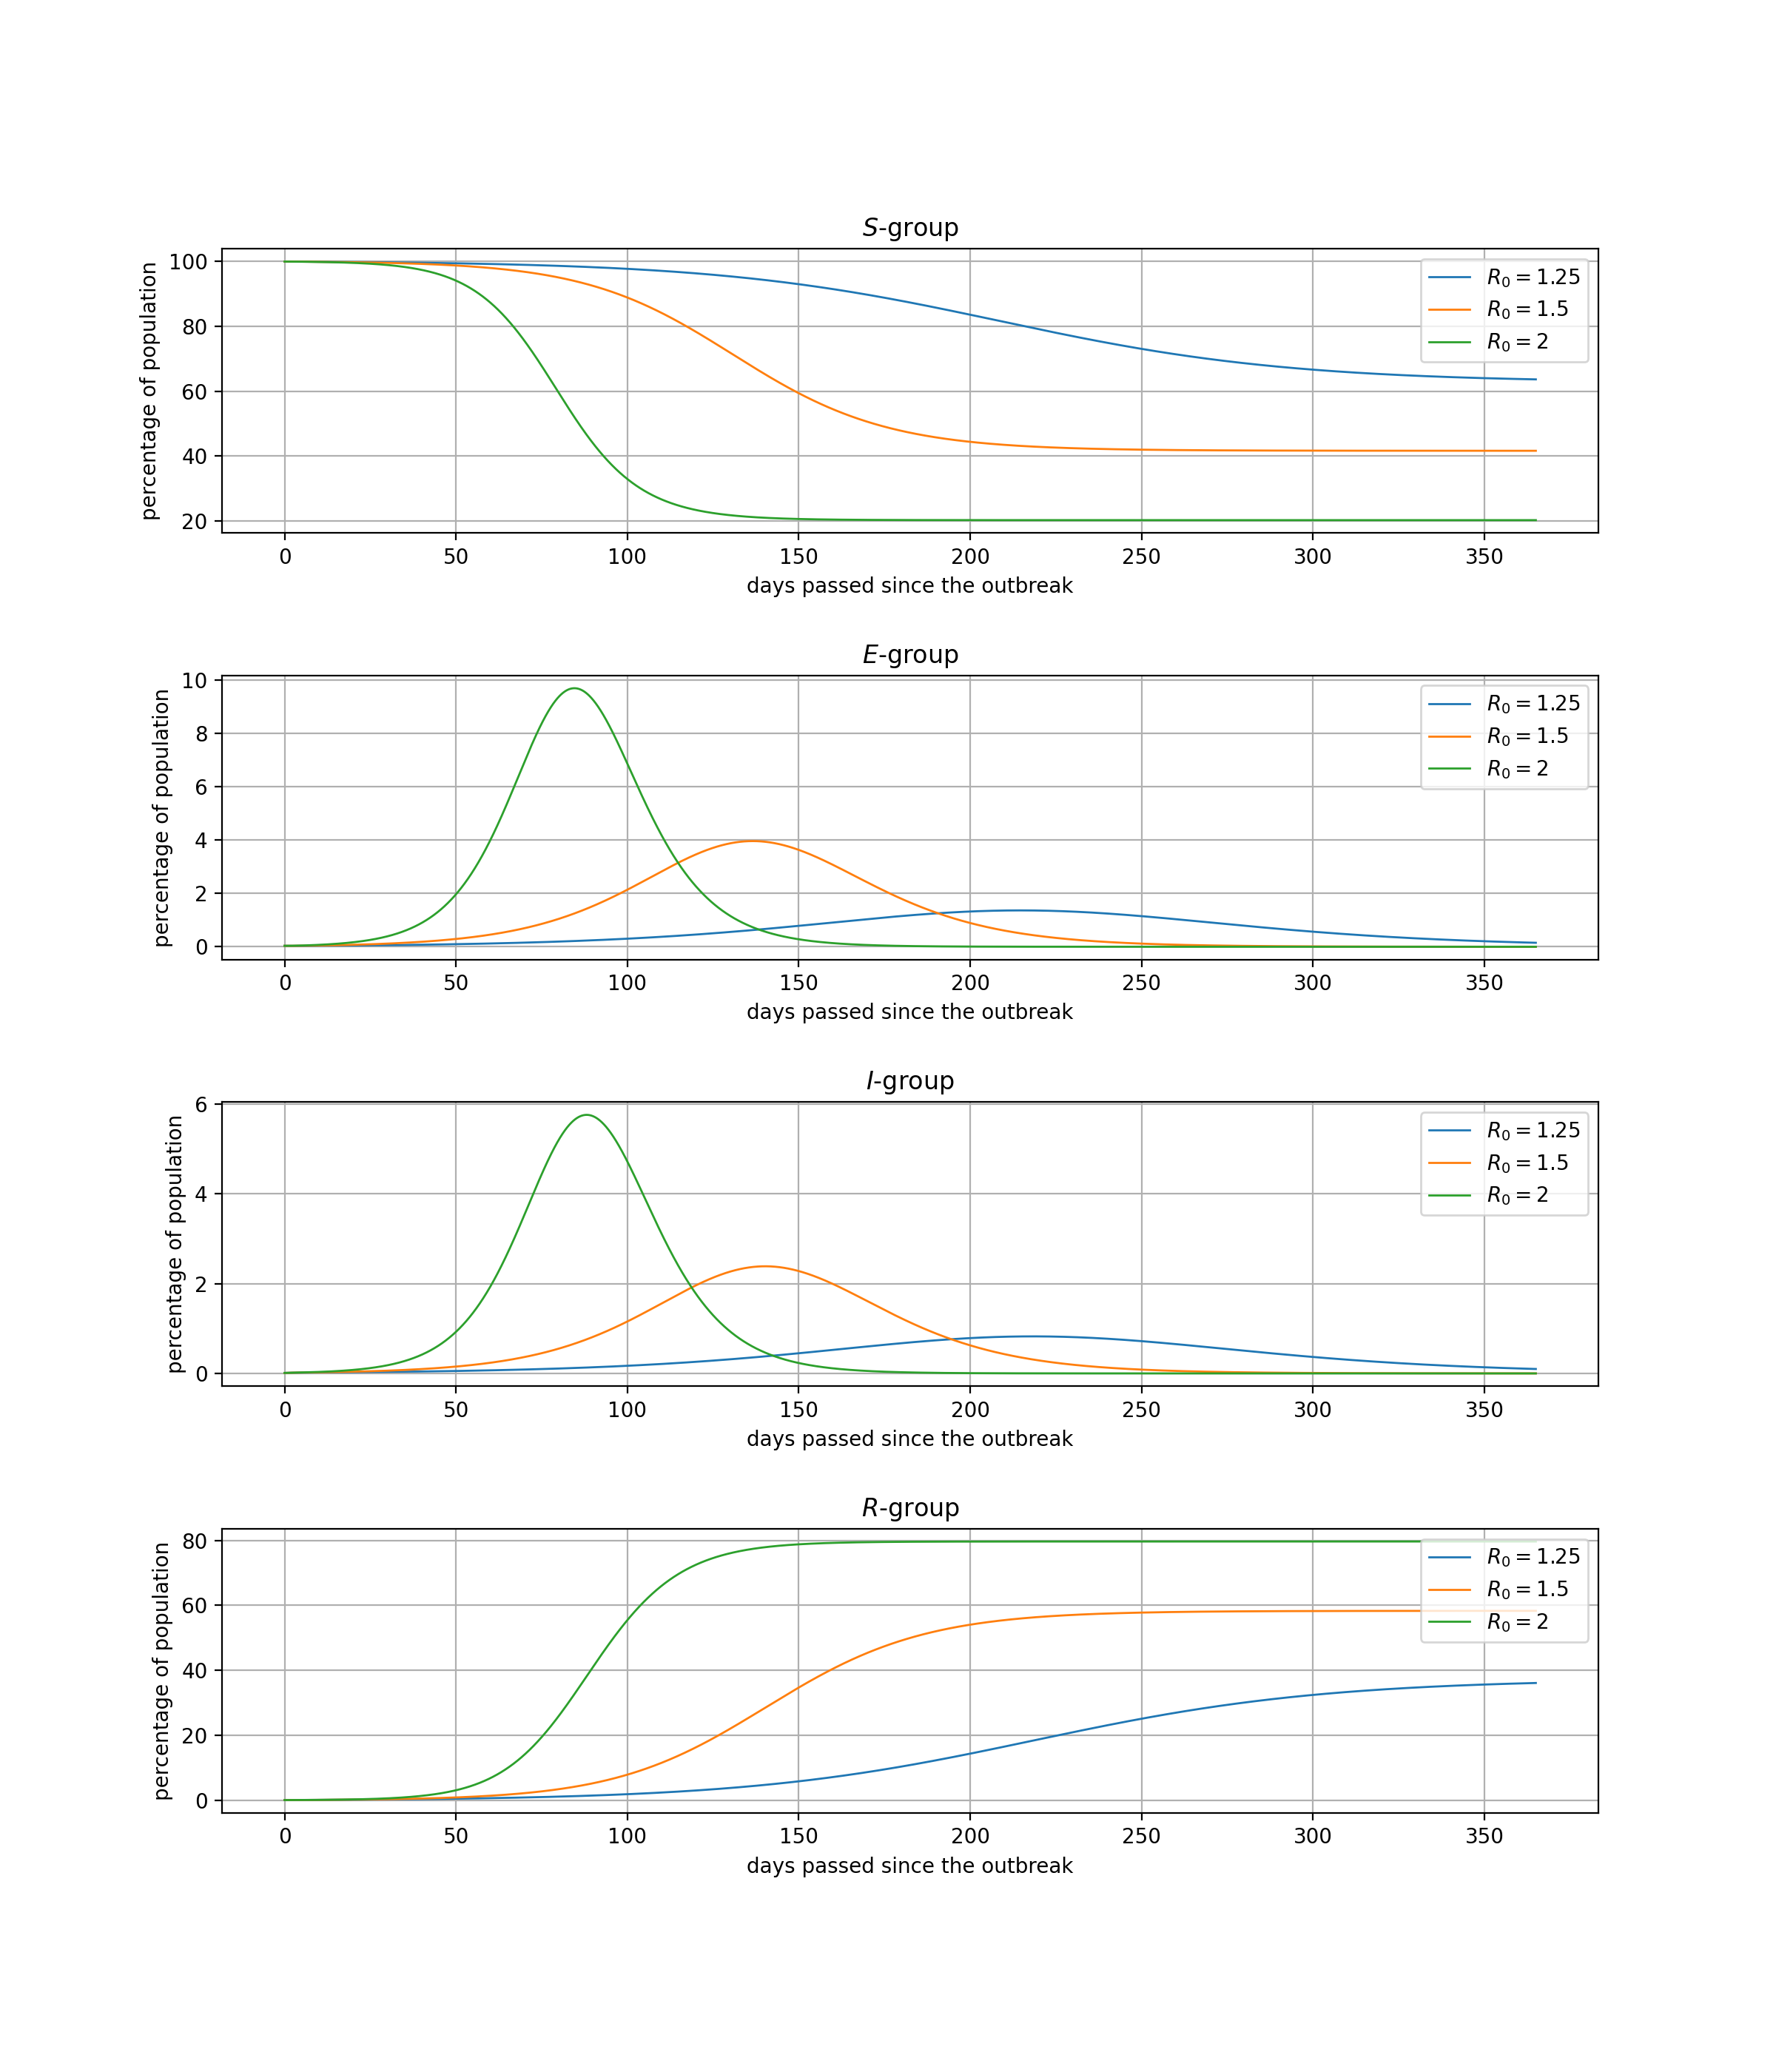 S-group
percentage of population
100
80
60
40
20
R₀ = 1.25
R₀ = 1.5
R₀ = 2
0 50 100 150 200 250 300 350
days passed since the outbreak
E-group
percentage of population
10
8
6
4
2
0
R₀ = 1.25
R₀ = 1.5
R₀ = 2
0 50 100 150 200 250 300 350
days passed since the outbreak
I-group
percentage of population
6
4
2
0
R₀ = 1.25
R₀ = 1.5
R₀ = 2
0 50 100 150 200 250 300 350
days passed since the outbreak
R-group
percentage of population
80
60
40
20
0
R₀ = 1.25
R₀ = 1.5
R₀ = 2
0 50 100 150 200 250 300 350
days passed since the outbreak